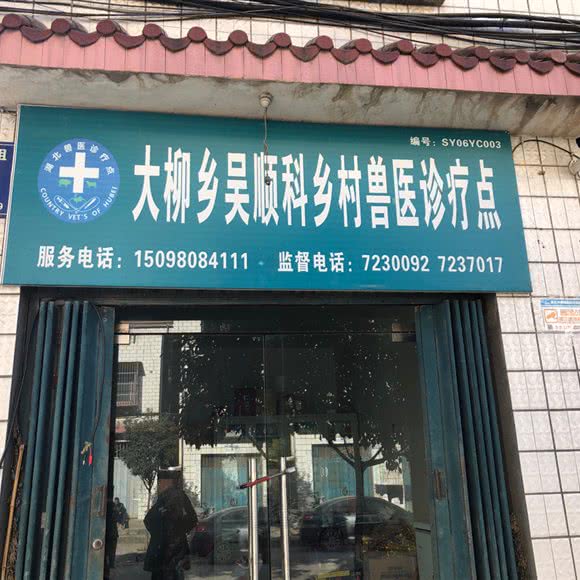 编号：SY06YC003
湖北兽医诊疗点
COUNTRY VET'S OF HUBEI
大柳乡吴顺科乡村兽医诊疗点
服务电话：15098084111 监督电话：7230092 7237017
组